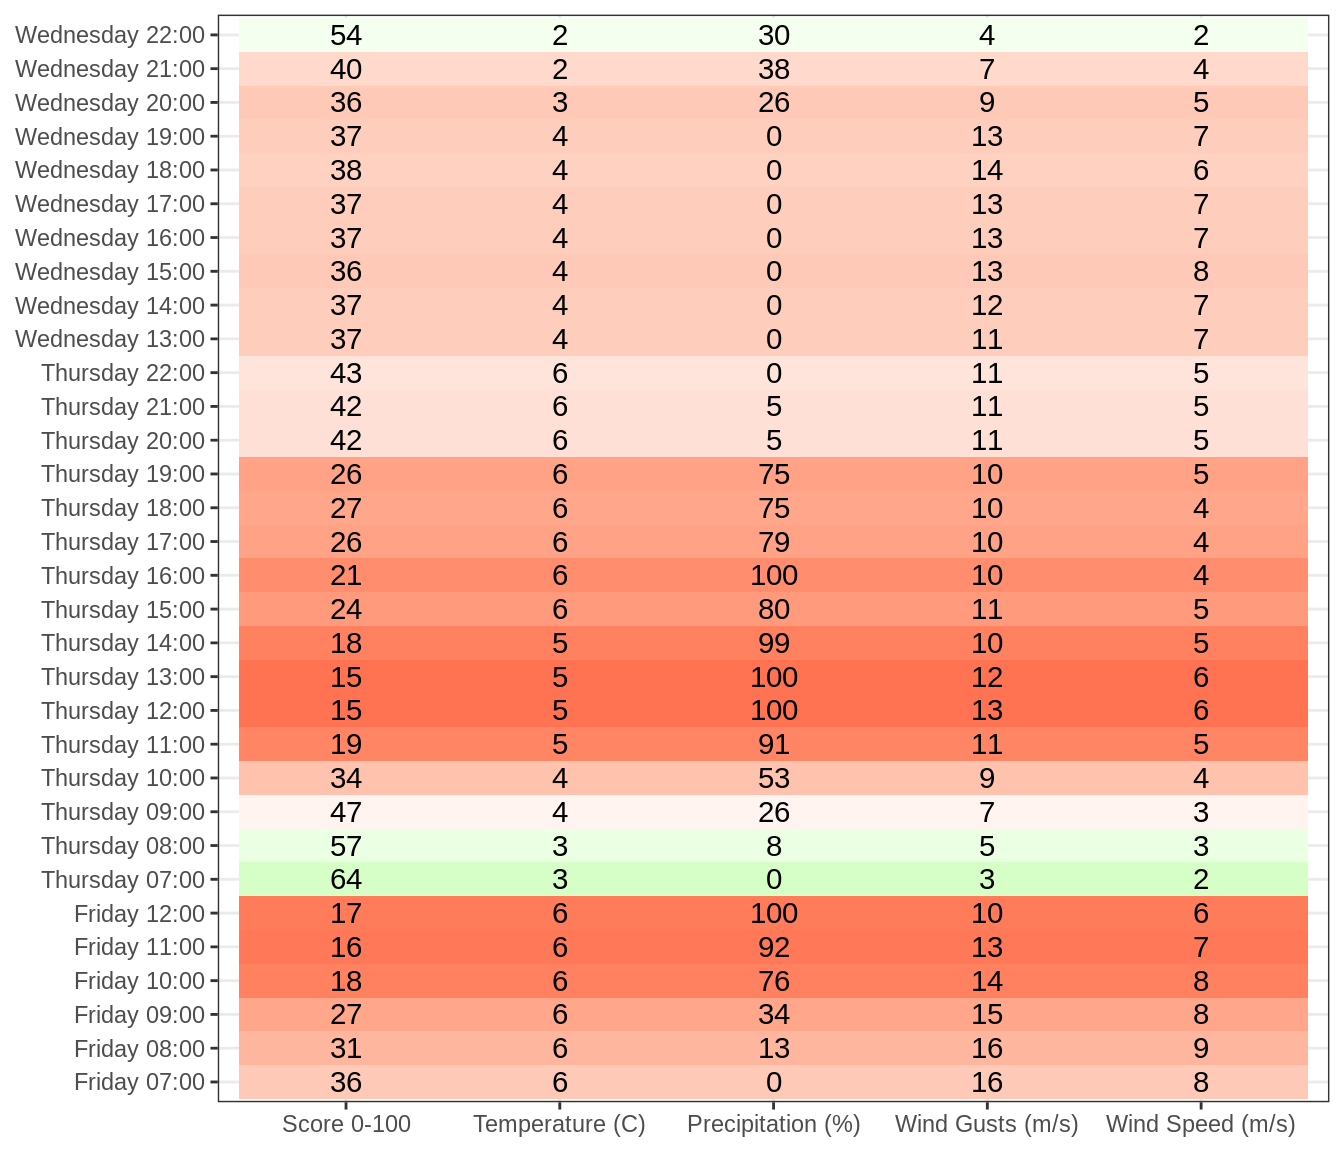 Wednesday 22:00 54 2 30 4 2
Wednesday 21:00 40 2 38 7 4
Wednesday 20:00 36 3 26 9 5
Wednesday 19:00 37 4 0 13 7
Wednesday 18:00 38 4 0 14 6
Wednesday 17:00 37 4 0 13 7
Wednesday 16:00 37 4 0 13 7
Wednesday 15:00 36 4 0 13 8
Wednesday 14:00 37 4 0 12 7
Wednesday 13:00 37 4 0 11 7
Thursday 22:00 43 6 0 11 5
Thursday 21:00 42 6 5 11 5
Thursday 20:00 42 6 5 11 5
Thursday 19:00 26 6 75 10 5
Thursday 18:00 27 6 75 10 4
Thursday 17:00 26 6 79 10 4
Thursday 16:00 21 6 100 10 4
Thursday 15:00 24 6 80 11 5
Thursday 14:00 18 5 99 10 5
Thursday 13:00 15 5 100 12 6
Thursday 12:00 15 5 100 13 6
Thursday 11:00 19 5 91 11 5
Thursday 10:00 34 4 53 9 4
Thursday 09:00 47 4 26 7 3
Thursday 08:00 57 3 8 5 3
Thursday 07:00 64 3 0 3 2
Friday 12:00 17 6 100 10 6
Friday 11:00 16 6 92 13 7
Friday 10:00 18 6 76 14 8
Friday 09:00 27 6 34 15 8
Friday 08:00 31 6 13 16 9
Friday 07:00 36 6 0 16 8
Score 0-100 Temperature (C) Precipitation (%) Wind Gusts (m/s) Wind Speed (m/s)